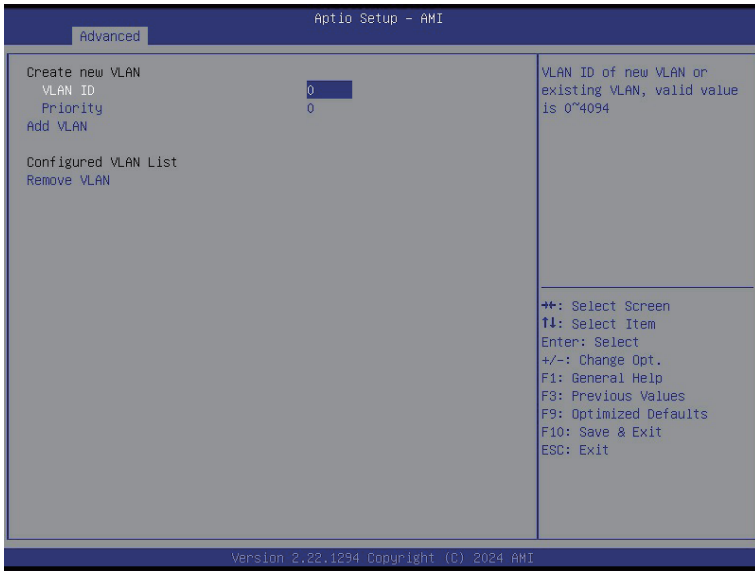 Aptio Setup – AMI
Advanced
Create new VLAN
VLAN ID 0
Priority 0
Add VLAN
Configured VLAN List
Remove VLAN
VLAN ID of new VLAN or
existing VLAN, valid value
is 0~4094
→←: Select Screen
↑↓: Select Item
Enter: Select
+/-: Change Opt.
F1: General Help
F3: Previous Values
F9: Optimized Defaults
F10: Save & Exit
ESC: Exit
Version 2.22.1294 Copyright (C) 2024 AMI